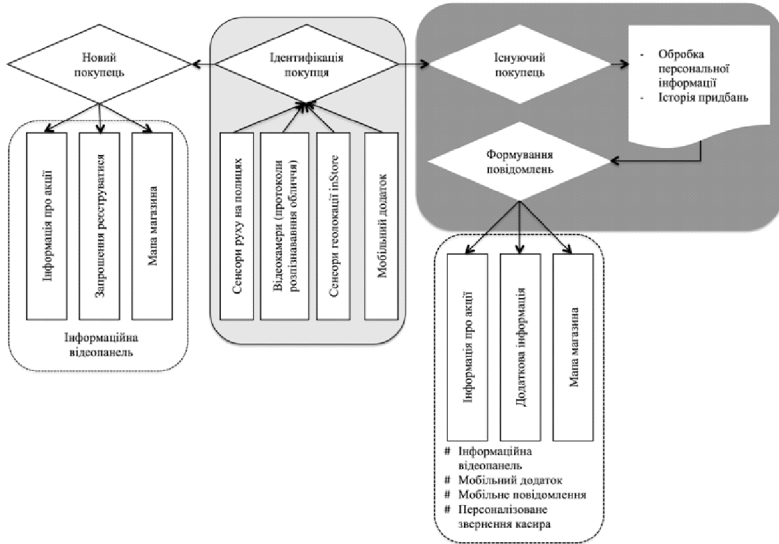 Новий
покупець
Ідентифікація
покупця
Існуючий
покупець
- Обробка
персональної
інформації
- Історія придбань
Формування
повідомлень
Інформація про акції
Запрошення реєструватися
Мапа магазина
Інформаційна
відеопанель
Сенсори руху на полицях
Відеокамери (протоколи
розпізнавання обличчя)
Сенсори геолокації inStore
Мобільний додаток
Інформація про акції
Додаткова інформація
Мапа магазина
# Інформаційна
відеопанель
# Мобільний додаток
# Мобільне повідомлення
# Персоналізоване
звернення касира